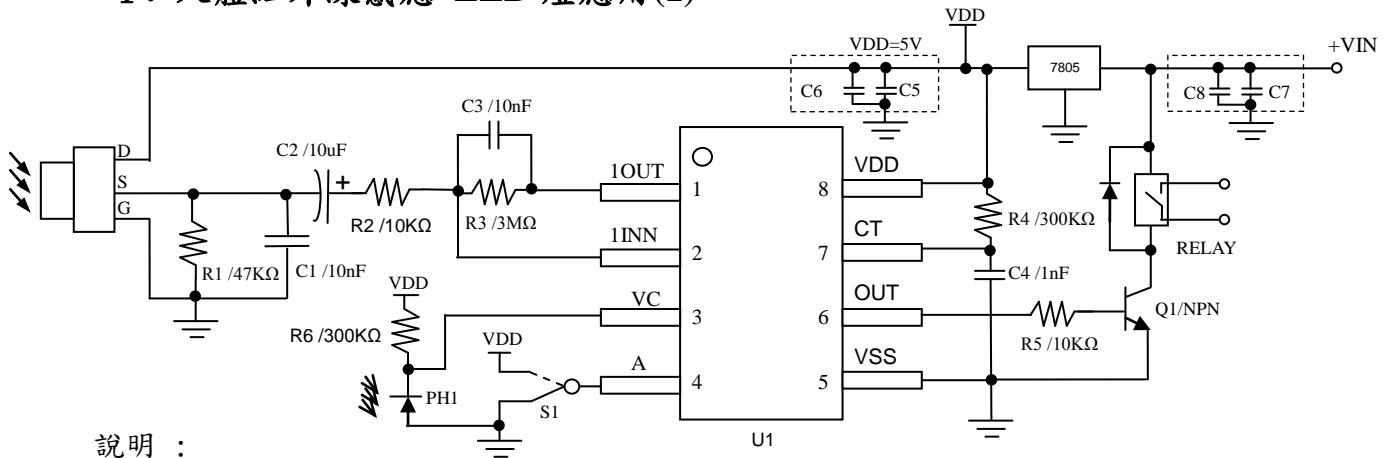 VDD
VDD=5V
+VIN
7805
C6
C5
C8
C7
C3 /10nF
D
C2 /10uF
S
+
G
R2 /10KΩ
R3 /3MΩ
R1 /47KΩ
C1 /10nF
1OUT
1
1INN
2
VC
3
A
4
VDD
8
CT
7
OUT
6
VSS
5
U1
R4 /300KΩ
C4 /1nF
RELAY
Q1/NPN
R5 /10KΩ
VDD
R6 /300KΩ
PH1
VDD
S1
說明 :